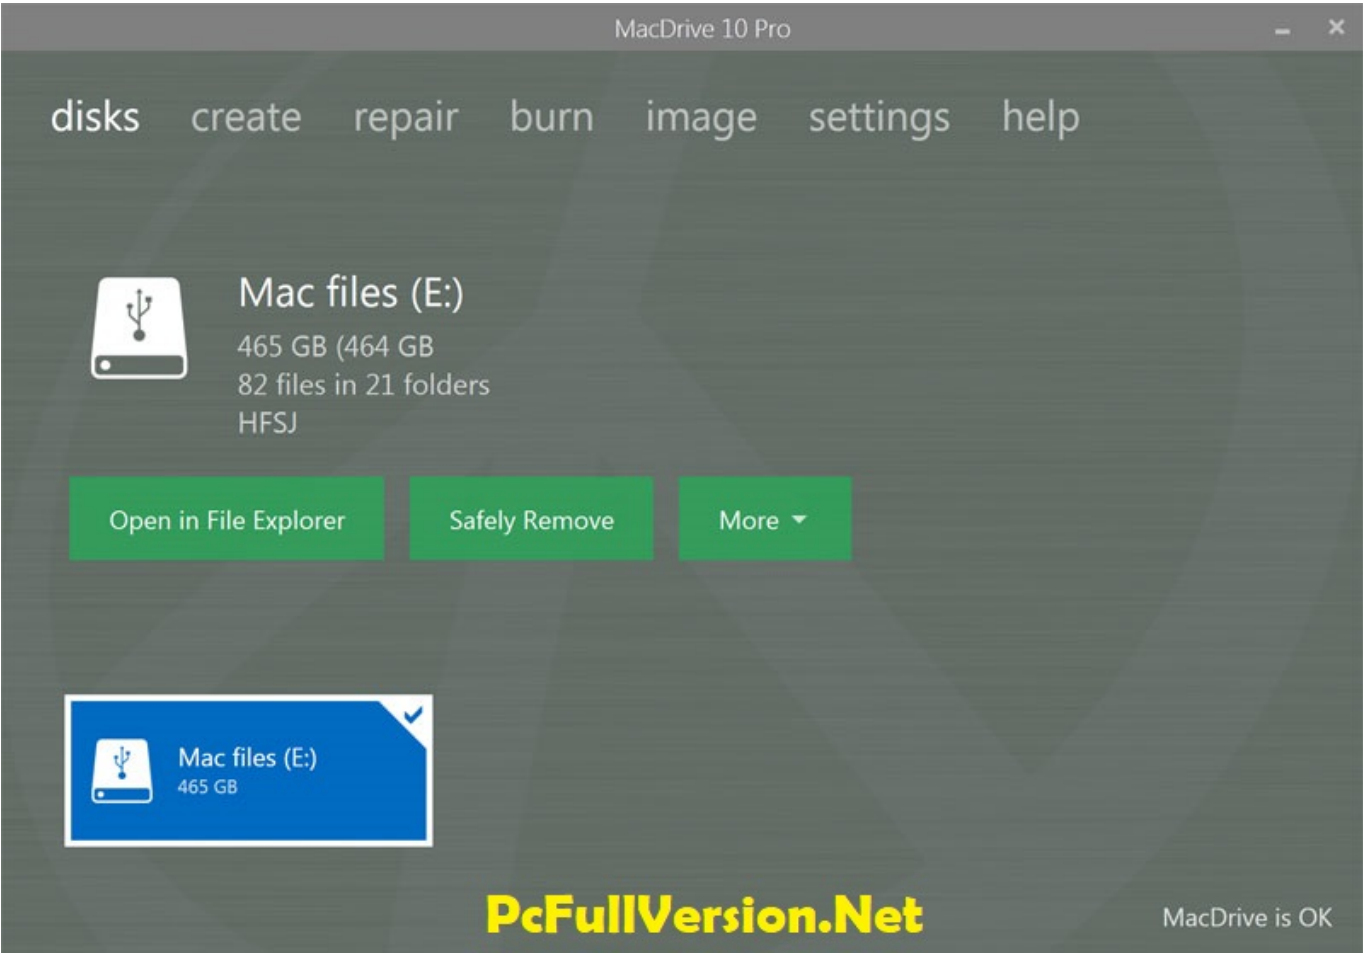 MacDrive 10 Pro
disks create repair burn image settings help
Mac files (E:)
465 GB (464 GB
82 files in 21 folders
HFSJ
Open in File Explorer Safely Remove More
Mac files (E:)
465 GB
PcFullVersion.Net
MacDrive is OK